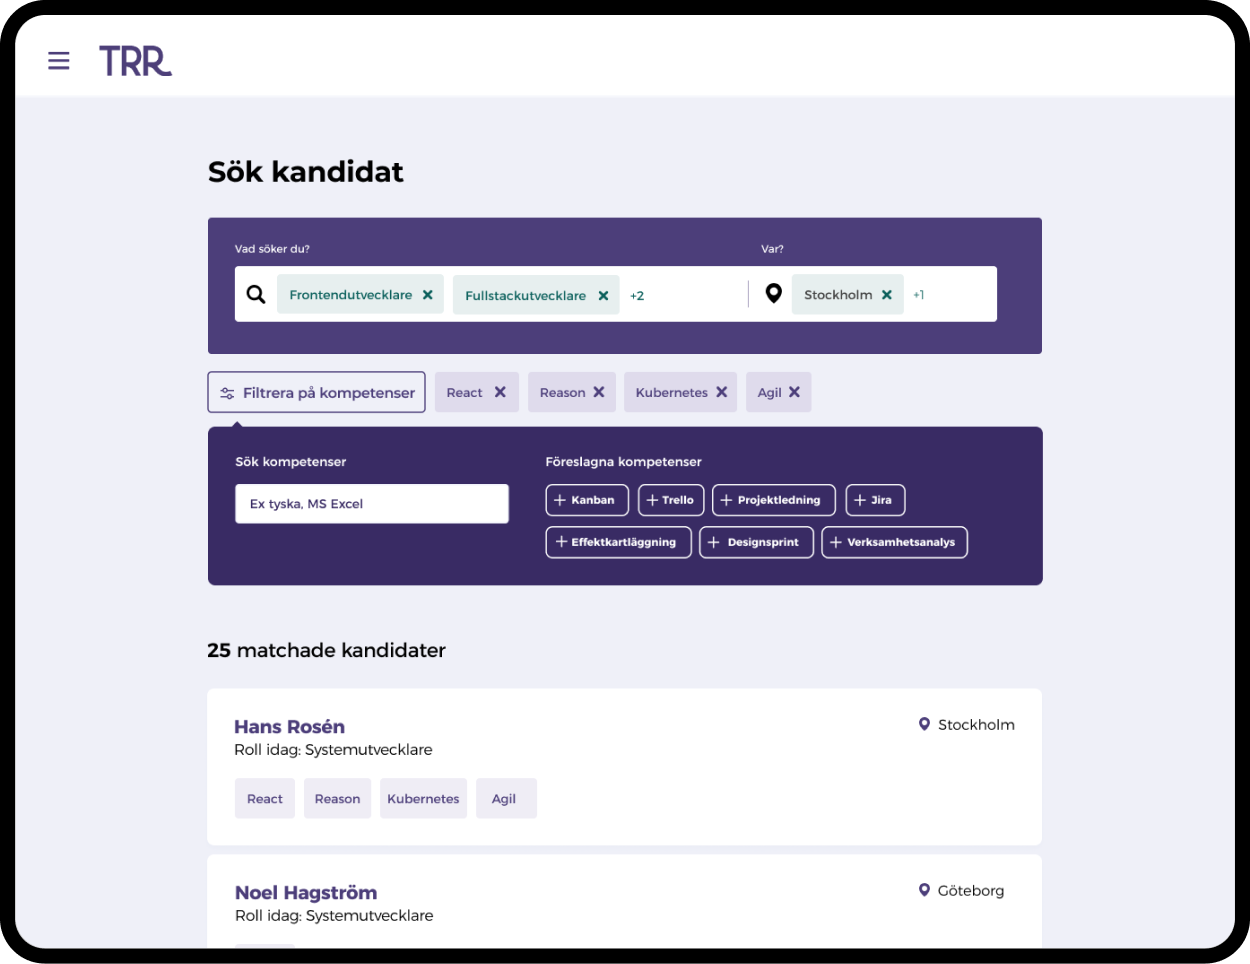 TRR
Sök kandidat
Vad söker du?
Var?
Frontendutvecklare Fullstackutvecklare +2
Stockholm +1
Filtrera på kompetenser React Reason Kubernetes Agil
Sök kompetenser
Ex tyska, MS Excel
Föreslagna kompetenser
Kanban Trello Projektledning Jira
Effektkartläggning Designsprint Verksamhetsanalys
25 matchade kandidater
Hans Rosén
Stockholm
Roll idag: Systemutvecklare
React Reason Kubernetes Agil
Noel Hagström
Göteborg
Roll idag: Systemutvecklare